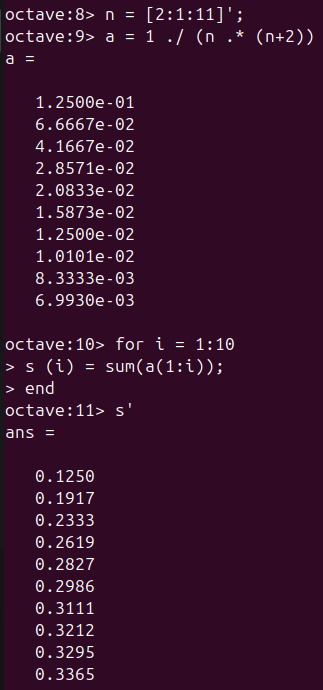 octave:8> n = [2:1:11]';
octave:9> a = 1 ./ (n .* (n+2))
a =
1.2500e-01
6.6667e-02
4.1667e-02
2.8571e-02
2.0833e-02
1.5873e-02
1.2500e-02
1.0101e-02
8.3333e-03
6.9930e-03
octave:10> for i = 1:10
> s (i) = sum(a(1:i));
> end
octave:11> s'
ans =
0.1250
0.1917
0.2333
0.2619
0.2827
0.2986
0.3111
0.3212
0.3295
0.3365